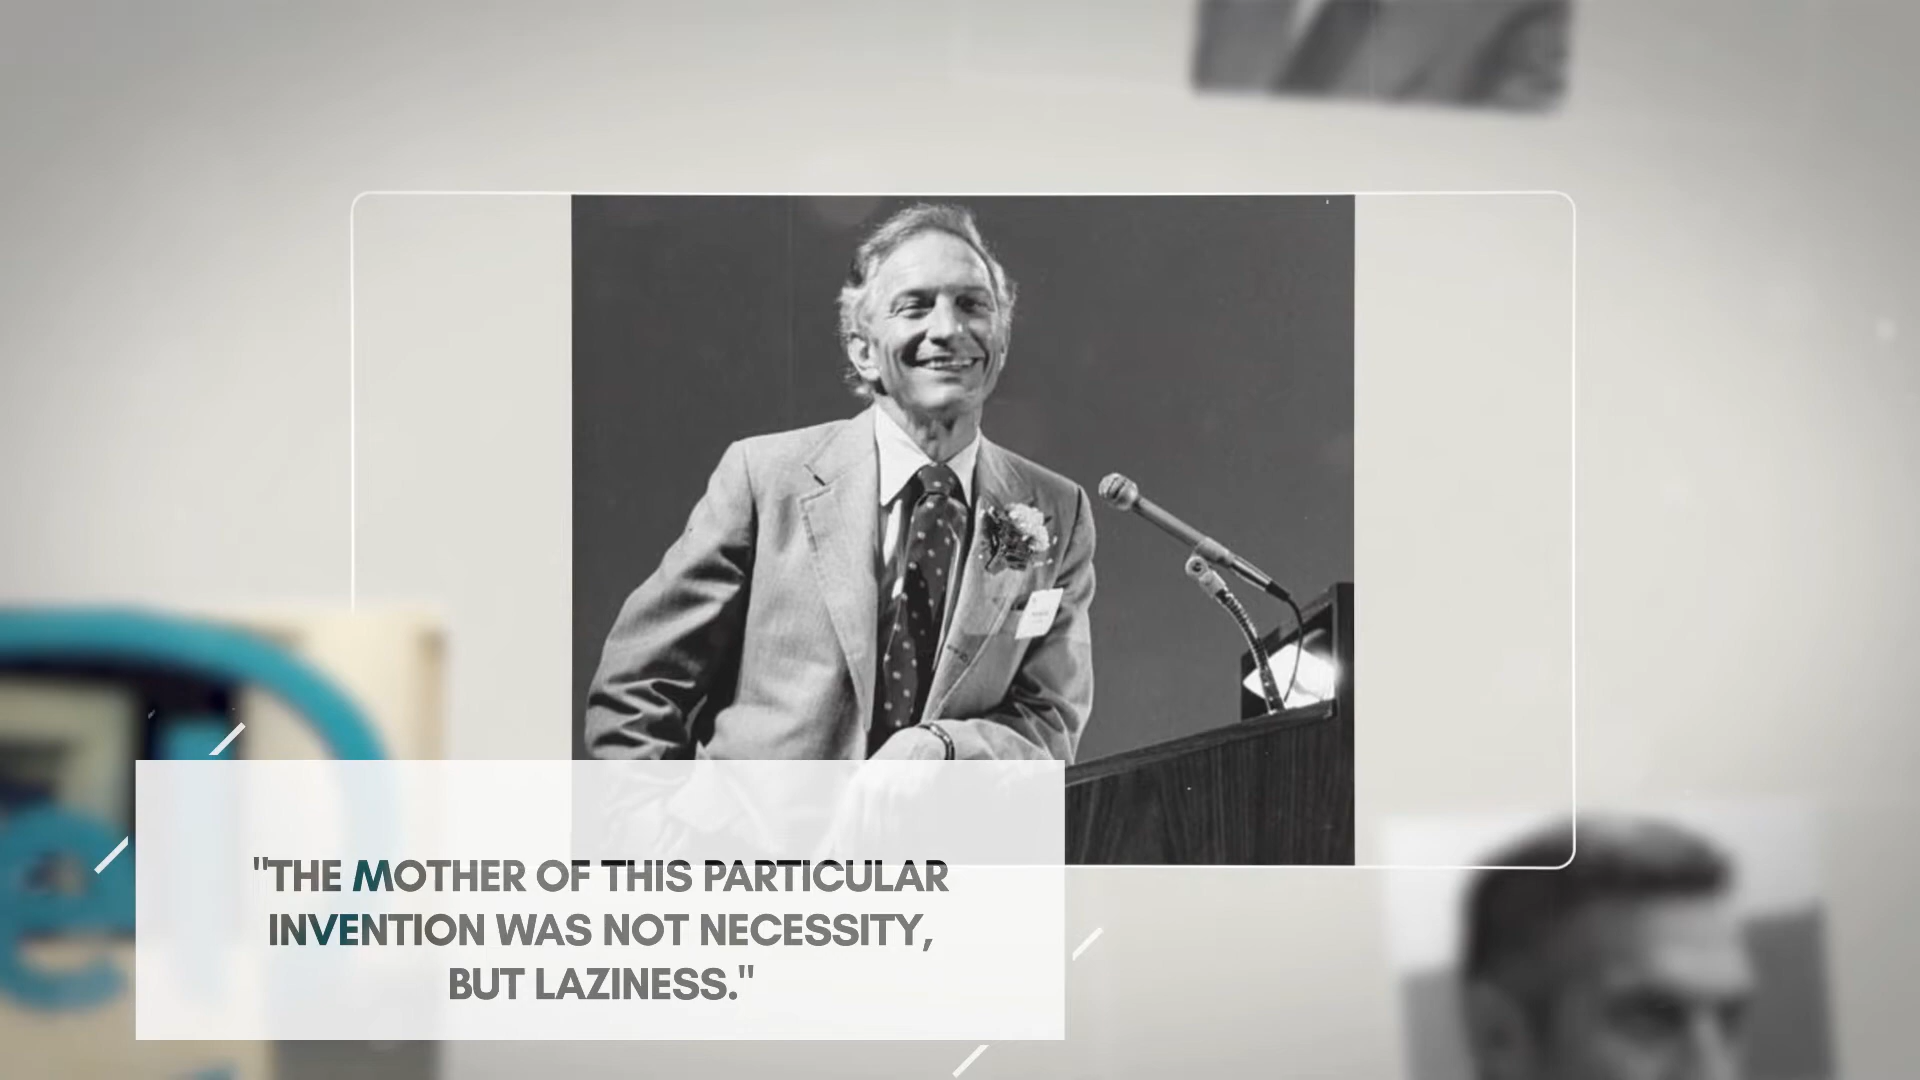 "THE MOTHER OF THIS PARTICULAR
INVENTION WAS NOT NECESSITY,
BUT LAZINESS."